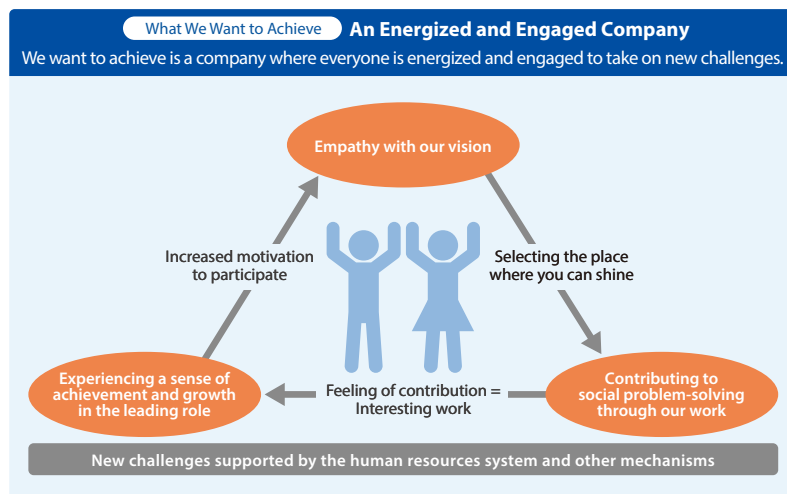 What We Want to Achieve An Energized and Engaged Company
We want to achieve is a company where everyone is energized and engaged to take on new challenges.
Empathy with our vision
Increased motivation
to participate
Selecting the place
where you can shine
Experiencing a sense of
achievement and growth
in the leading role
Feeling of contribution =
Interesting work
Contributing to
social problem-solving
through our work
New challenges supported by the human resources system and other mechanisms